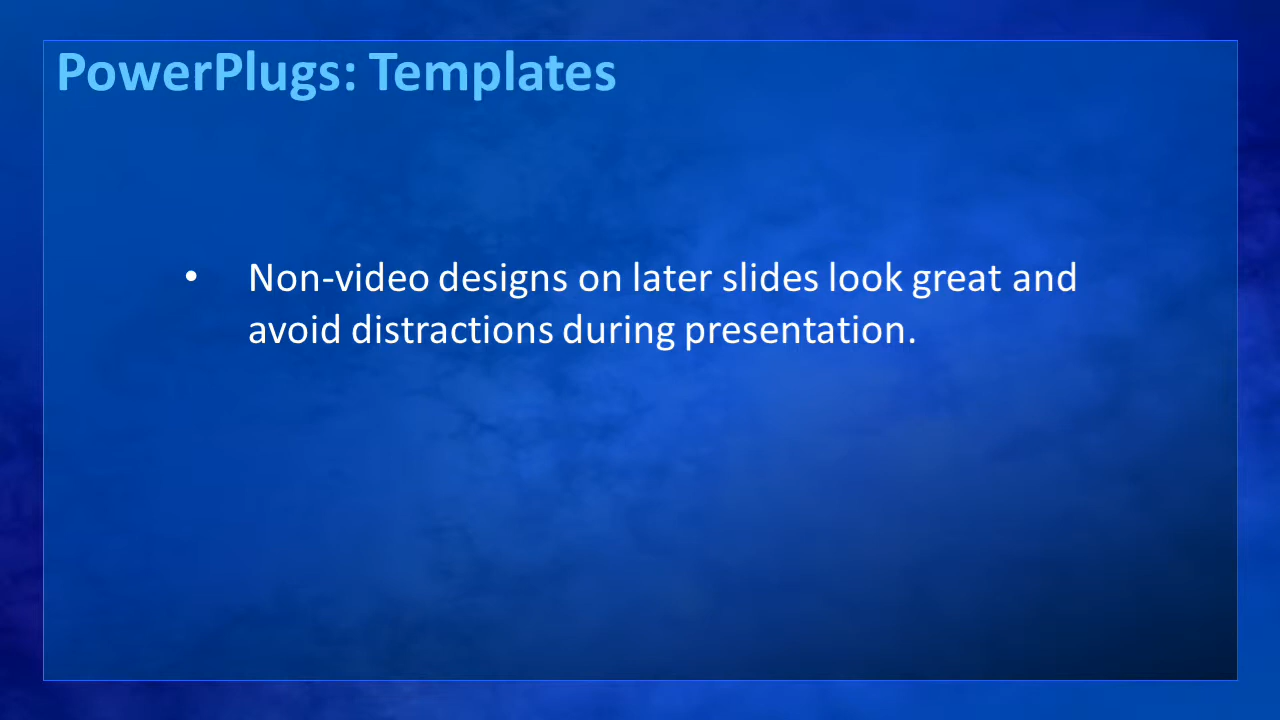 PowerPlugs: Templates
• Non-video designs on later slides look great and
avoid distractions during presentation.